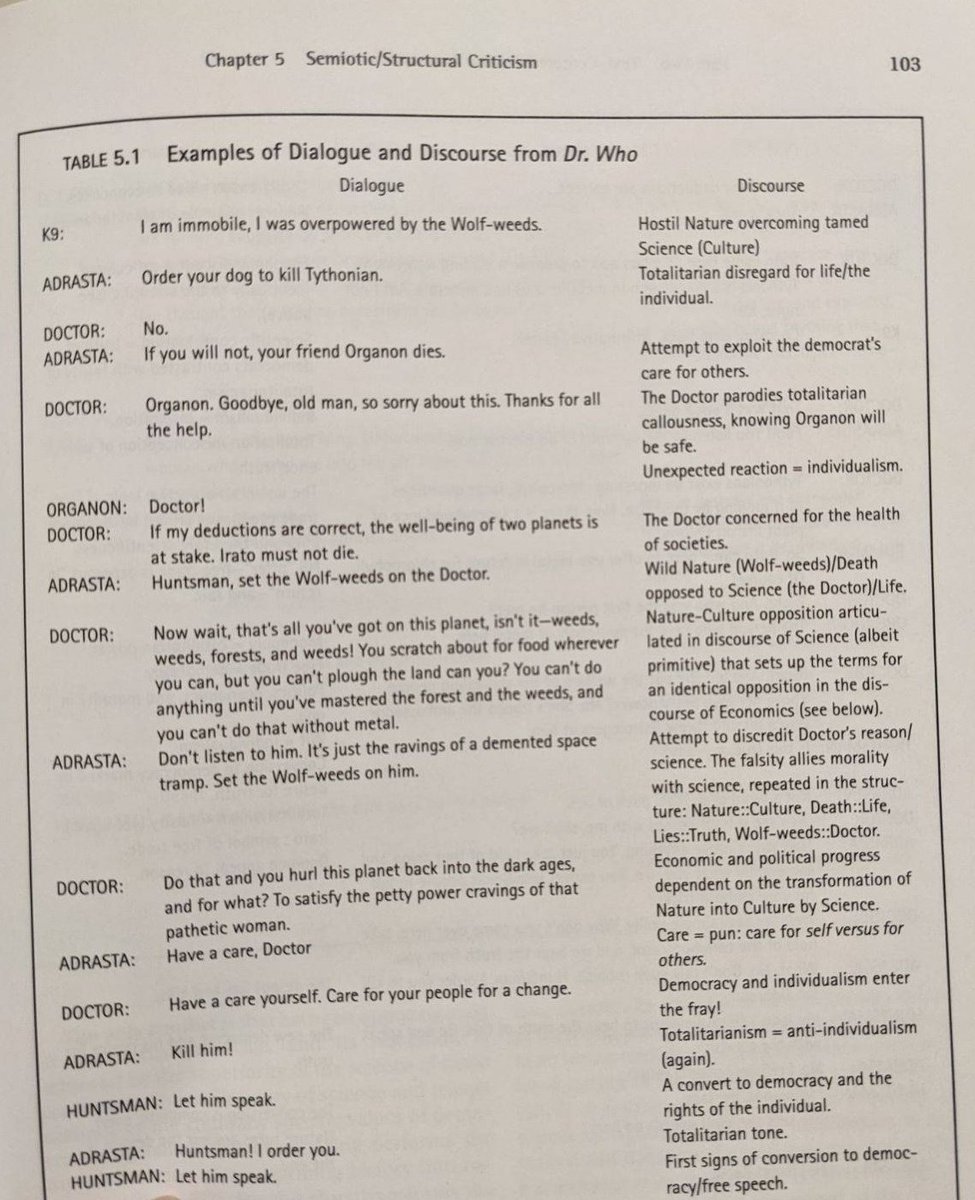 Chapter 5 Semiotic/Structural Criticism 103
TABLE 5.1 Examples of Dialogue and Discourse from Dr. Who
Dialogue Discourse
K9: I am immobile, I was overpowered by the Wolf-weeds. Hostil Nature overcoming tamed
Science (Culture)
ADRASTA: Order your dog to kill Tythonian. Totalitarian disregard for life/the
individual.
DOCTOR: No.
ADRASTA: If you will not, your friend Organon dies. Attempt to exploit the democrat's
care for others.
DOCTOR: Organon. Goodbye, old man, so sorry about this. Thanks for all The Doctor parodies totalitarian
the help. callousness, knowing Organon will
be safe.
Unexpected reaction = individualism.
ORGANON: Doctor!
DOCTOR: If my deductions are correct, the well-being of two planets is The Doctor concerned for the health
at stake. Irato must not die. of societies.
ADRASTA: Huntsman, set the Wolf-weeds on the Doctor. Wild Nature (Wolf-weeds)/Death
opposed to Science (the Doctor)/Life.
DOCTOR: Now wait, that's all you've got on this planet, isn't it—weeds, Nature-Culture opposition articu-
weeds, forests, and weeds! You scratch about for food wherever lated in discourse of Science (albeit
you can, but you can't plough the land can you? You can't do primitive) that sets up the terms for
anything until you've mastered the forest and the weeds, and an identical opposition in the dis-
you can't do that without metal. course of Economics (see below).
ADRASTA: Don't listen to him. It's just the ravings of a demented space Attempt to discredit Doctor's reason/
tramp. Set the Wolf-weeds on him. science. The falsity allies morality
with science, repeated in the struc-
ture: Nature::Culture, Death::Life,
Lies::Truth, Wolf-weeds::Doctor.
DOCTOR: Do that and you hurl this planet back into the dark ages, Economic and political progress
and for what? To satisfy the petty power cravings of that dependent on the transformation of
pathetic woman. Nature into Culture by Science.
ADRASTA: Have a care, Doctor Care = pun: care for self versus for
others.
DOCTOR: Have a care yourself. Care for your people for a change. Democracy and individualism enter
the fray!
ADRASTA: Kill him! Totalitarianism = anti-individualism
(again).
HUNTSMAN: Let him speak. A convert to democracy and the
rights of the individual.
ADRASTA: Huntsman! I order you. Totalitarian tone.
HUNTSMAN: Let him speak. First signs of conversion to democ-
racy/free speech.